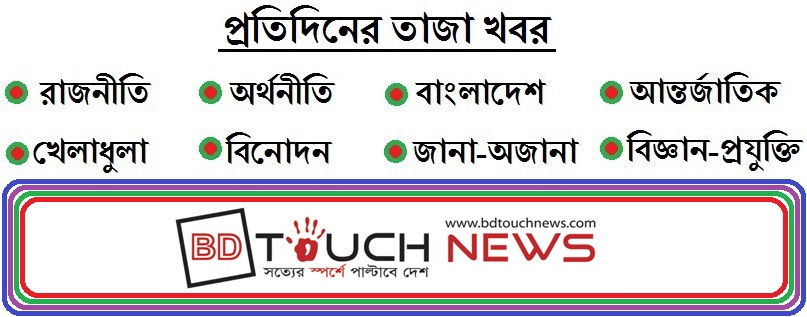 প্রতিদিনের তাজা খবর
রাজনীতি অর্থনীতি বাংলাদেশ আন্তর্জাতিক
খেলাধুলা বিনোদন জানা-অজানা বিজ্ঞান-প্রযুক্তি
www.bdtouchnews.com
BD TOUCH NEWS
সত্যের স্পর্শে পাল্টাবে দেশ